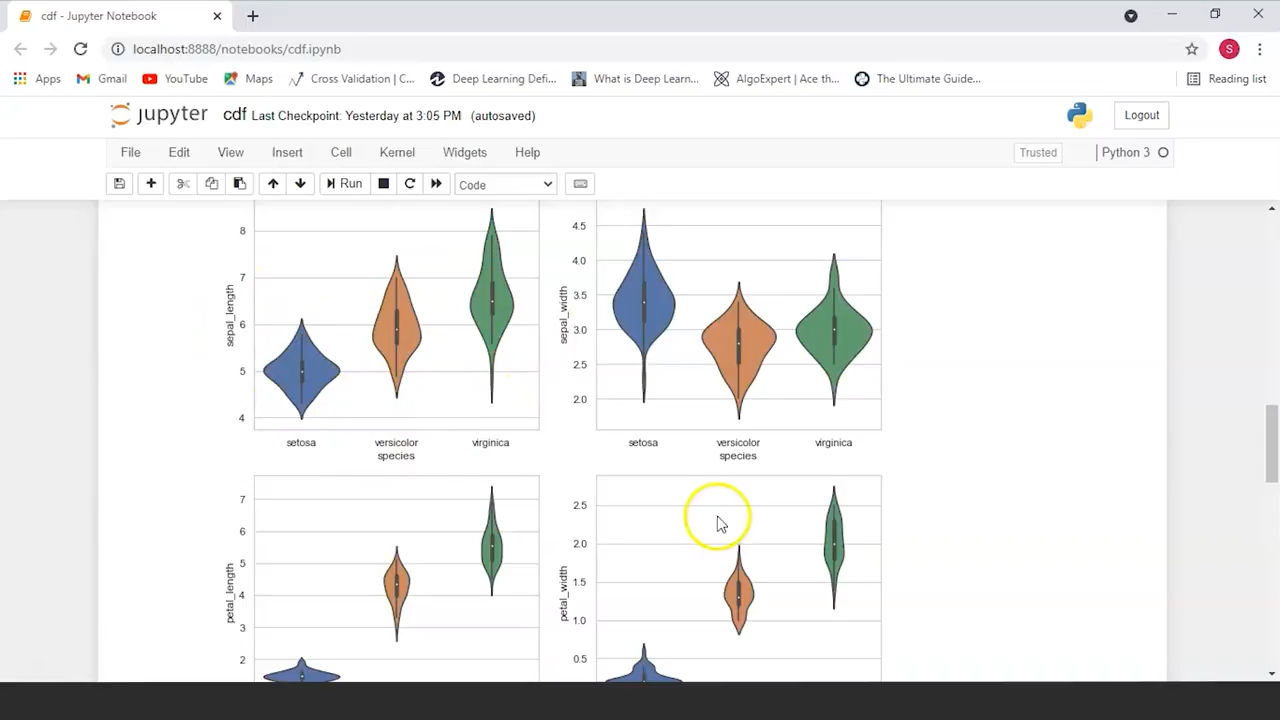 cdf - Jupyter Notebook
localhost:8888/notebooks/cdf.ipynb
S
Apps Gmail YouTube Maps Cross Validation | C... Deep Learning Defi... What is Deep Learn... AlgoExpert | Ace th... The Ultimate Guide... Reading list
jupyter cdf Last Checkpoint: Yesterday at 3:05 PM (autosaved) Logout
File Edit View Insert Cell Kernel Widgets Help Trusted Python 3
Run Code
8
7
6
5
4
sepal_length
setosa versicolor virginica
species
4.5
4.0
3.5
3.0
2.5
2.0
sepal_width
setosa versicolor virginica
species
7
6
5
4
3
2
petal_length
2.5
2.0
1.5
1.0
0.5
petal_width